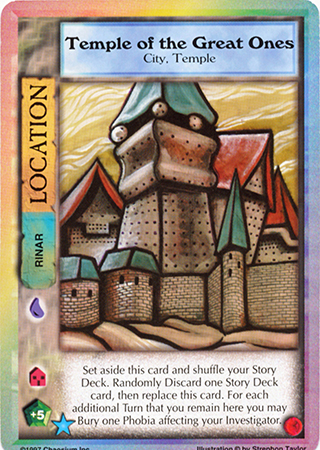 Temple of the Great Ones
City, Temple
LOCATION
RINAR
Set aside this card and shuffle your Story
Deck. Randomly Discard one Story Deck
card, then replace this card. For each
additional Turn that you remain here you may
Bury one Phobia affecting your Investigator.
+5
©1997 Chaosium Inc.
Illustration © by Strephon Taylor